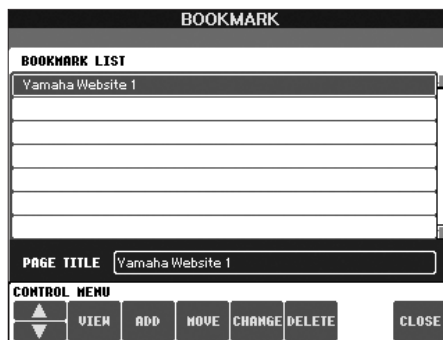 BOOKMARK
BOOKMARK LIST
Yamaha Website 1
PAGE TITLE Yamaha Website 1
CONTROL MENU
VIEW ADD MOVE CHANGE DELETE CLOSE